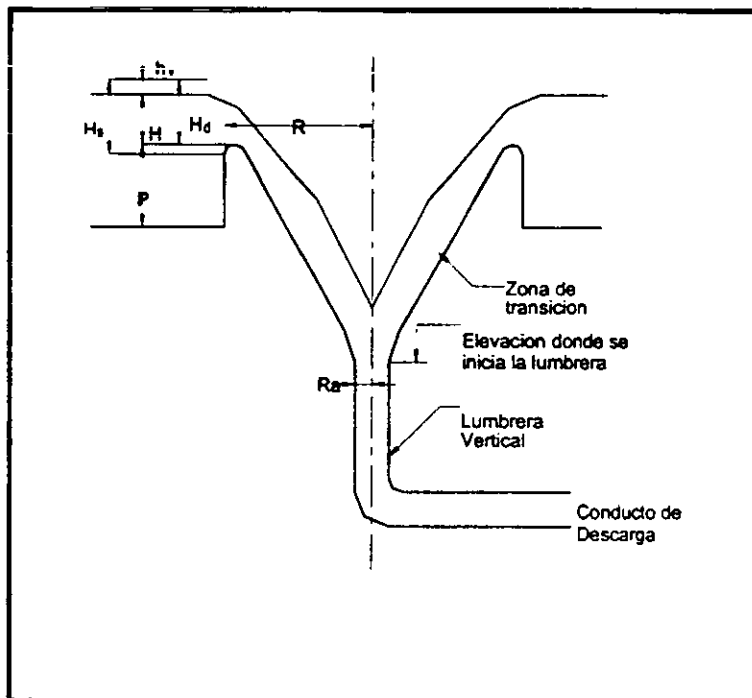 hv
Hs H Hd R
P
Zona de
transicion
Elevacion donde se
inicia la lumbrera
Ra
Lumbrera
Vertical
Conducto de
Descarga